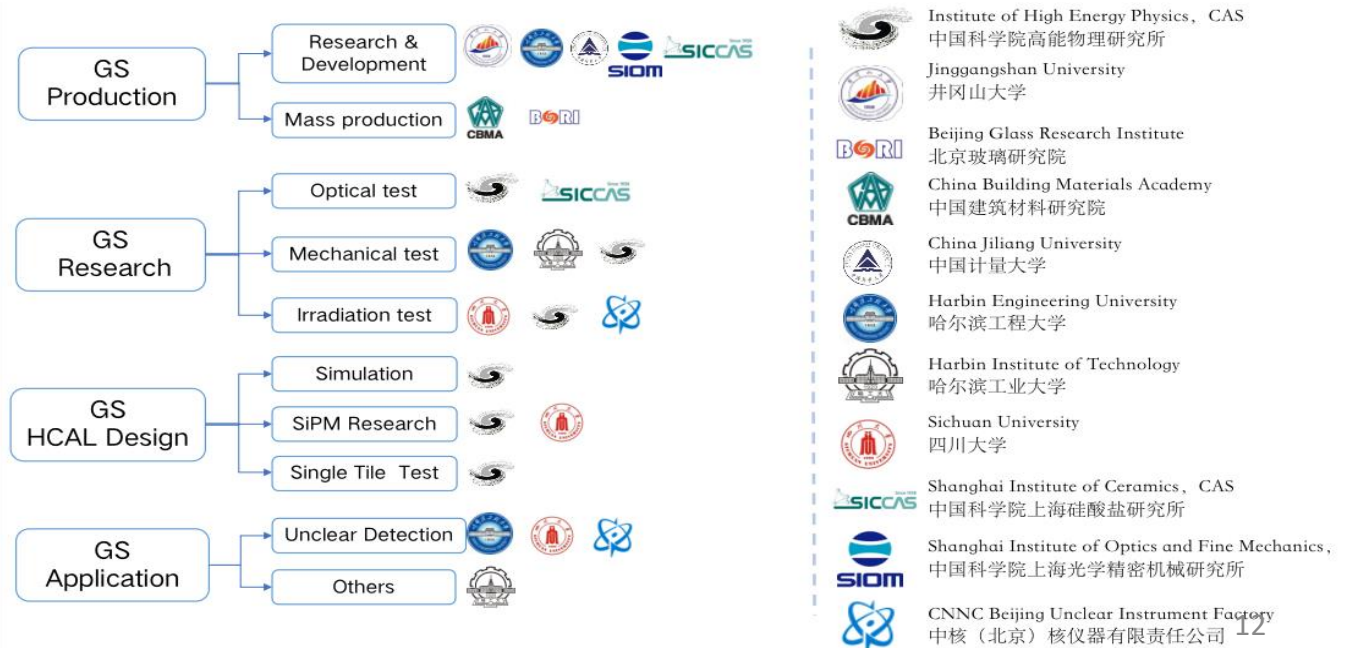 GS
Production
Research &
Development
SIOM
Since 1928
SICCAS
Mass production
CBMA
BGRI
GS
Research
Optical test
SICCAS
Mechanical test
Irradiation test
GS
HCAL Design
Simulation
SiPM Research
Single Tile Test
GS
Application
Unclear Detection
Others
Institute of High Energy Physics, CAS
中国科学院高能物理研究所
Jinggangshan University
井冈山大学
BGRI
Beijing Glass Research Institute
北京玻璃研究院
CBMA
China Building Materials Academy
中国建筑材料研究院
China Jiliang University
中国计量大学
Harbin Engineering University
哈尔滨工程大学
Harbin Institute of Technology
哈尔滨工业大学
Sichuan University
四川大学
SICCAS
Shanghai Institute of Ceramics, CAS
中国科学院上海硅酸盐研究所
SIOM
Shanghai Institute of Optics and Fine Mechanics,
中国科学院上海光学精密机械研究所
CNNC Beijing Unclear Instrument Factory
中核（北京）核仪器有限责任公司
12